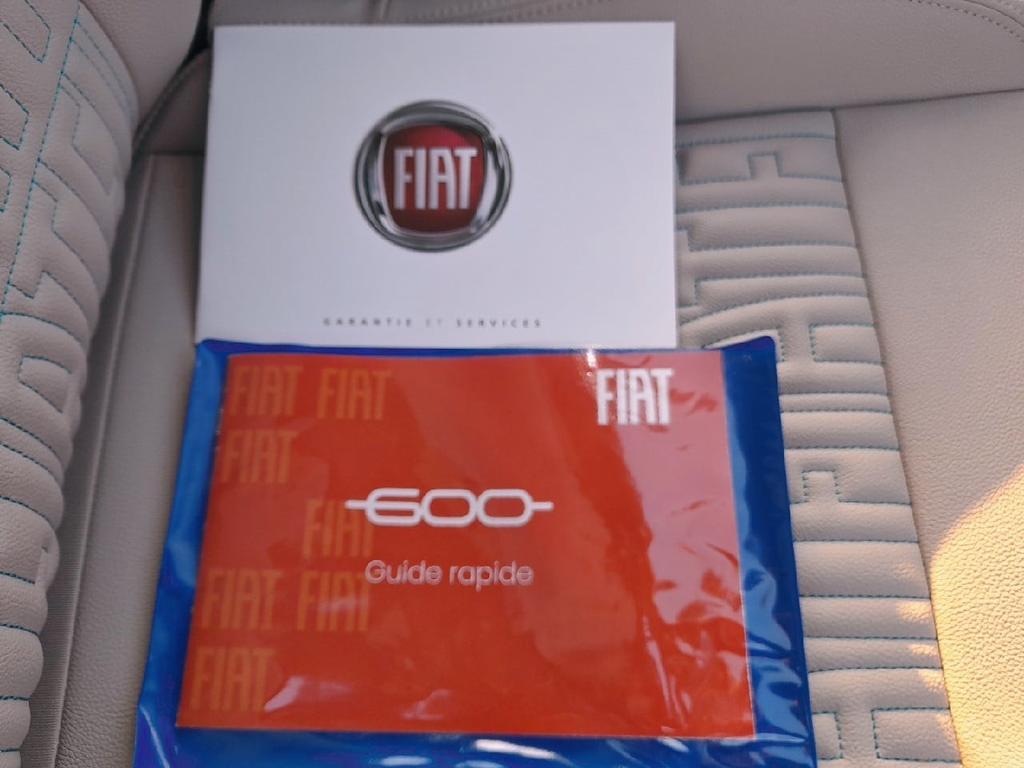 FIAT
GARANTIE ET SERVICES
FIAT FIAT FIAT
FIAT
600
FIAT
Guide rapide
FIAT FIAT
FIAT